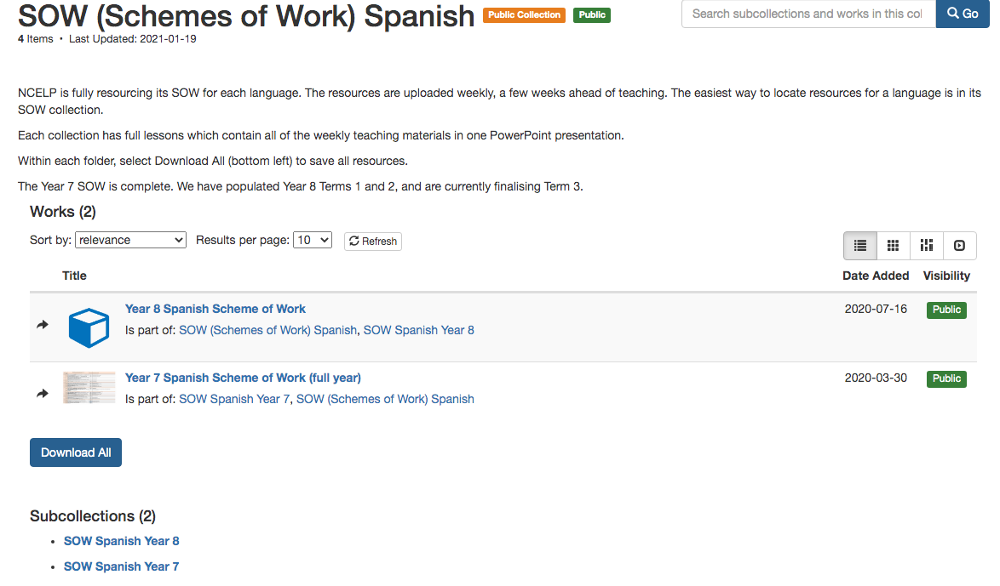 SOW (Schemes of Work) Spanish Public Collection Public
Search subcollections and works in this col Go
4 Items • Last Updated: 2021-01-19
NCELP is fully resourcing its SOW for each language. The resources are uploaded weekly, a few weeks ahead of teaching. The easiest way to locate resources for a language is in its
SOW collection.
Each collection has full lessons which contain all of the weekly teaching materials in one PowerPoint presentation.
Within each folder, select Download All (bottom left) to save all resources.
The Year 7 SOW is complete. We have populated Year 8 Terms 1 and 2, and are currently finalising Term 3.
Works (2)
Sort by: relevance Results per page: 10 Refresh
Title Date Added Visibility
Year 8 Spanish Scheme of Work 2020-07-16 Public
Is part of: SOW (Schemes of Work) Spanish, SOW Spanish Year 8
Year 7 Spanish Scheme of Work (full year) 2020-03-30 Public
Is part of: SOW Spanish Year 7, SOW (Schemes of Work) Spanish
Download All
Subcollections (2)
• SOW Spanish Year 8
• SOW Spanish Year 7